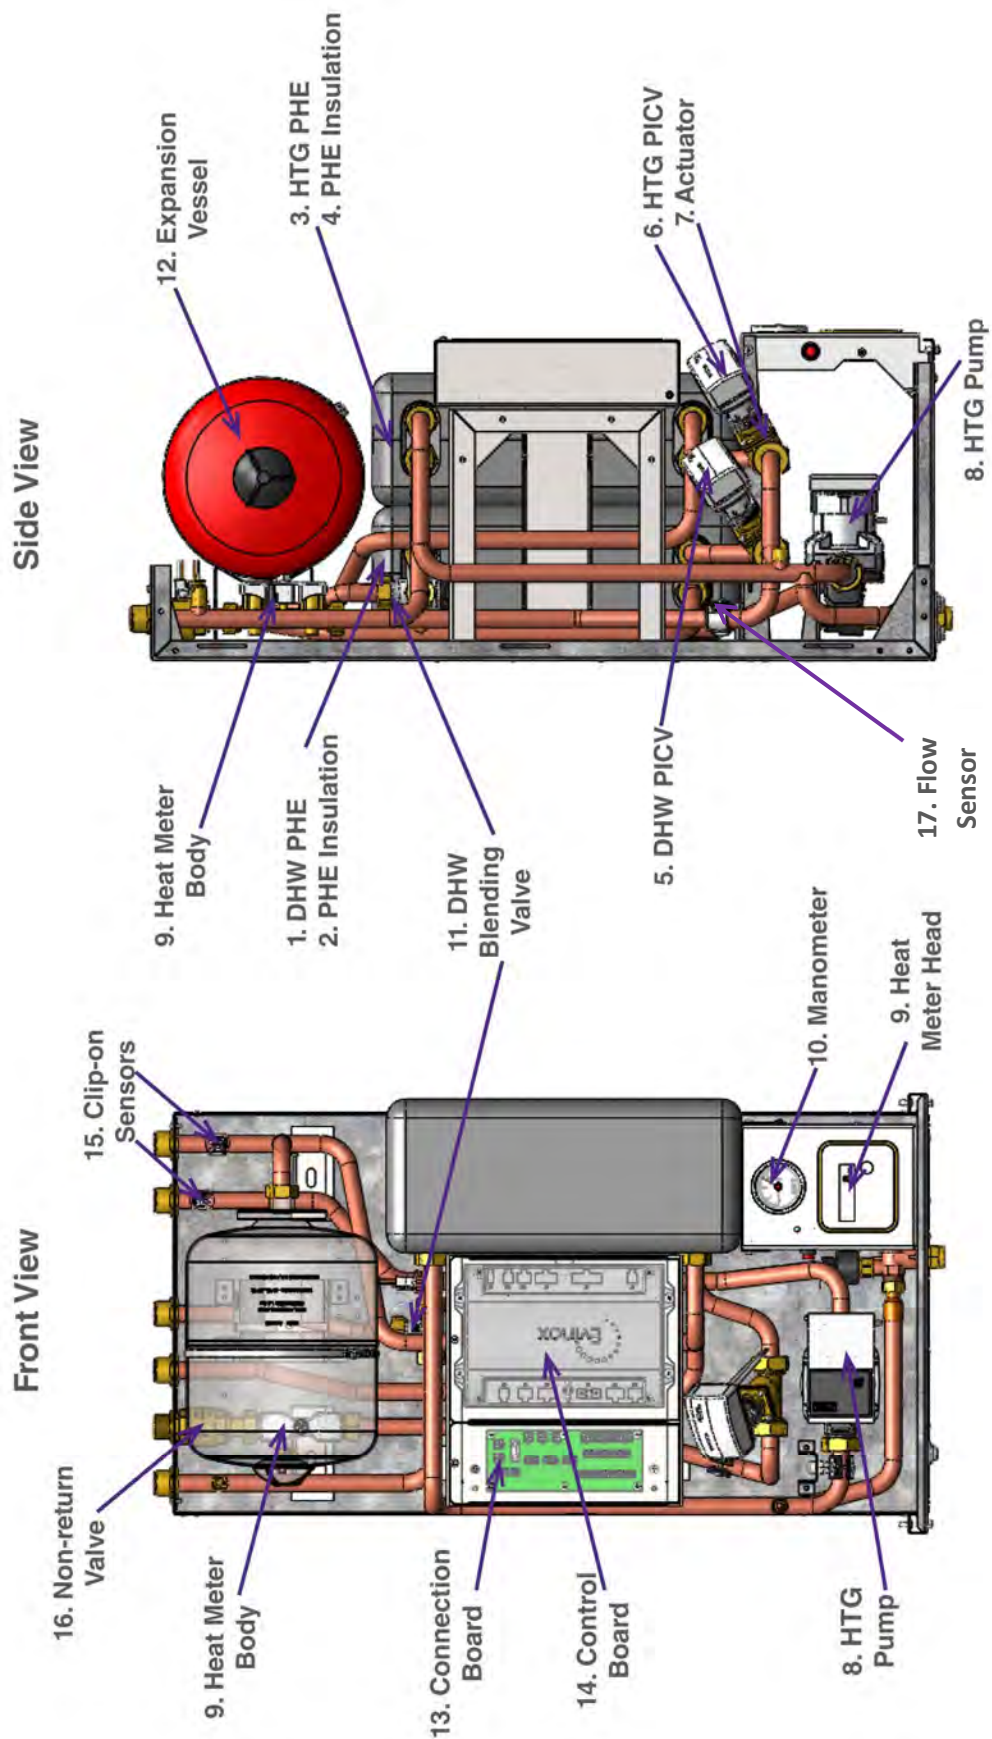 Front View
16. Non-return
Valve
15. Clip-on
Sensors
9. Heat Meter
Body
11. DHW
Blending
Valve
13. Connection
Board
14. Control
Board
Evinox
10. Manometer
8. HTG
Pump
9. Heat
Meter Head
Side View
12. Expansion
Vessel
9. Heat Meter
Body
3. HTG PHE
4. PHE Insulation
1. DHW PHE
2. PHE Insulation
6. HTG PICV
7. Actuator
5. DHW PICV
17. Flow
Sensor
8. HTG Pump